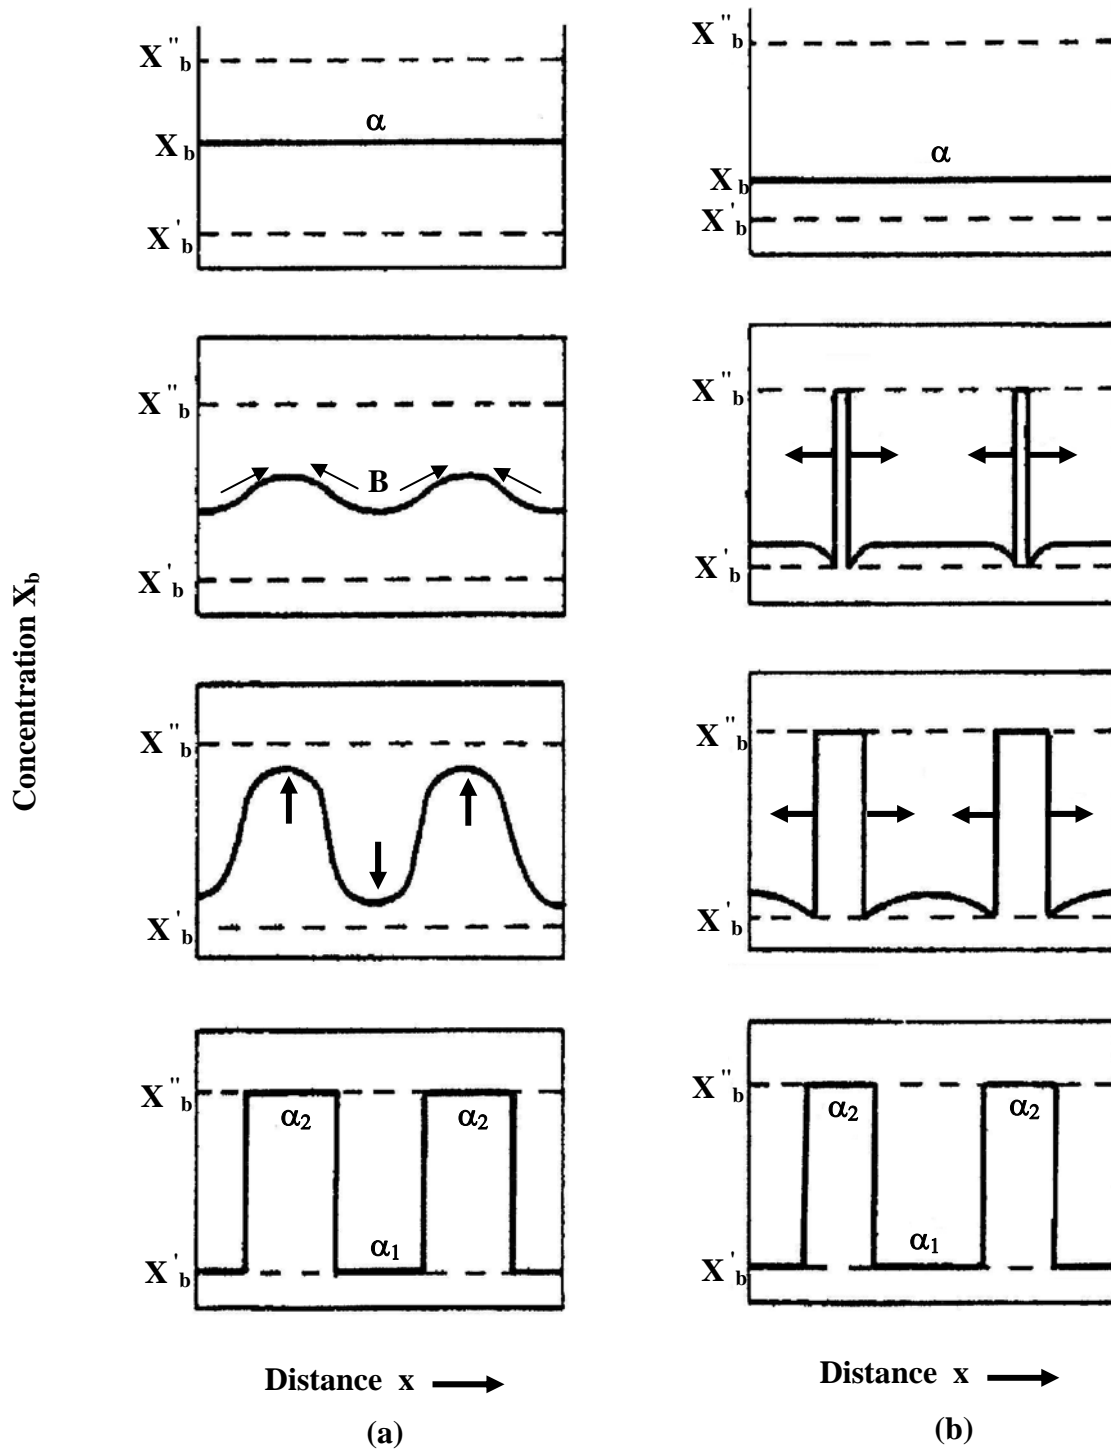 X''b
α
Xb
X'b
X''b
B
X'b
X''b
X'b
X''b
α2 α2
α1
X'b
Distance x
(a)
X''b
α
Xb
X'b
X''b
X'b
X''b
X'b
X''b
α2 α2
α1
X'b
Distance x
(b)
Concentration Xb